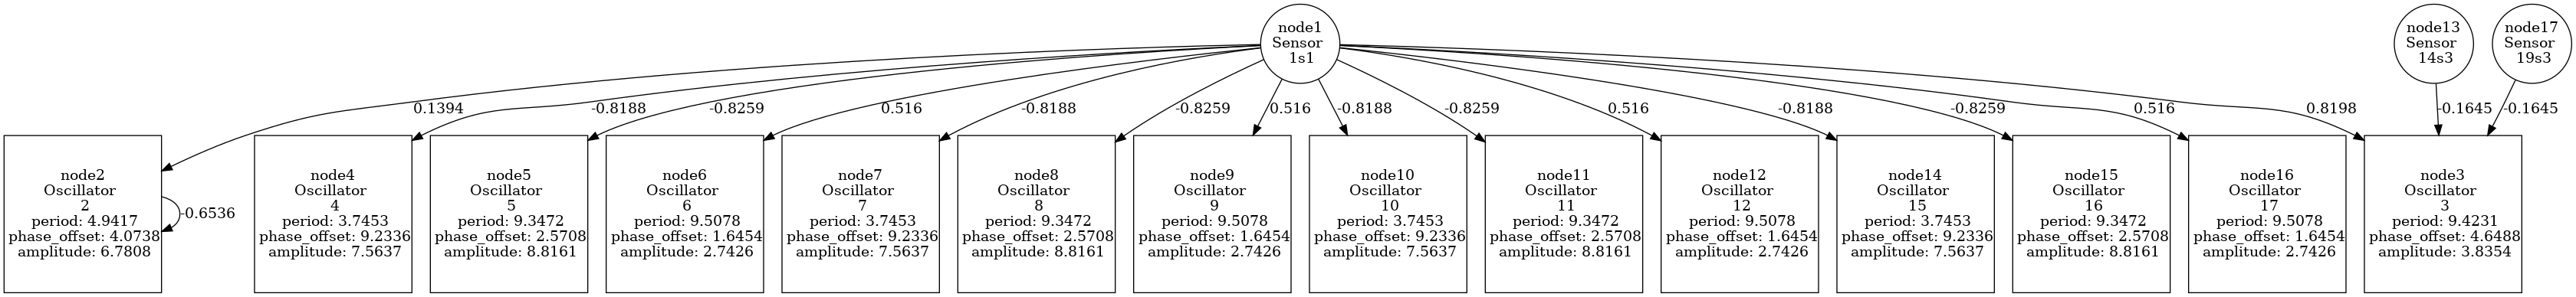 node1
Sensor
1s1
node13
Sensor
14s3
node17
Sensor
19s3
0.1394
-0.8188
-0.8259
0.516
-0.8188
-0.8259
0.516
-0.8188
-0.8259
0.516
-0.8188
-0.8259
0.516
0.8198
-0.1645
-0.1645
node2
Oscillator
2
period: 4.9417
phase_offset: 4.0738
amplitude: 6.7808
-0.6536
node4
Oscillator
4
period: 3.7453
phase_offset: 9.2336
amplitude: 7.5637
node5
Oscillator
5
period: 9.3472
phase_offset: 2.5708
amplitude: 8.8161
node6
Oscillator
6
period: 9.5078
phase_offset: 1.6454
amplitude: 2.7426
node7
Oscillator
7
period: 3.7453
phase_offset: 9.2336
amplitude: 7.5637
node8
Oscillator
8
period: 9.3472
phase_offset: 2.5708
amplitude: 8.8161
node9
Oscillator
9
period: 9.5078
phase_offset: 1.6454
amplitude: 2.7426
node10
Oscillator
10
period: 3.7453
phase_offset: 9.2336
amplitude: 7.5637
node11
Oscillator
11
period: 9.3472
phase_offset: 2.5708
amplitude: 8.8161
node12
Oscillator
12
period: 9.5078
phase_offset: 1.6454
amplitude: 2.7426
node14
Oscillator
15
period: 3.7453
phase_offset: 9.2336
amplitude: 7.5637
node15
Oscillator
16
period: 9.3472
phase_offset: 2.5708
amplitude: 8.8161
node16
Oscillator
17
period: 9.5078
phase_offset: 1.6454
amplitude: 2.7426
node3
Oscillator
3
period: 9.4231
phase_offset: 4.6488
amplitude: 3.8354